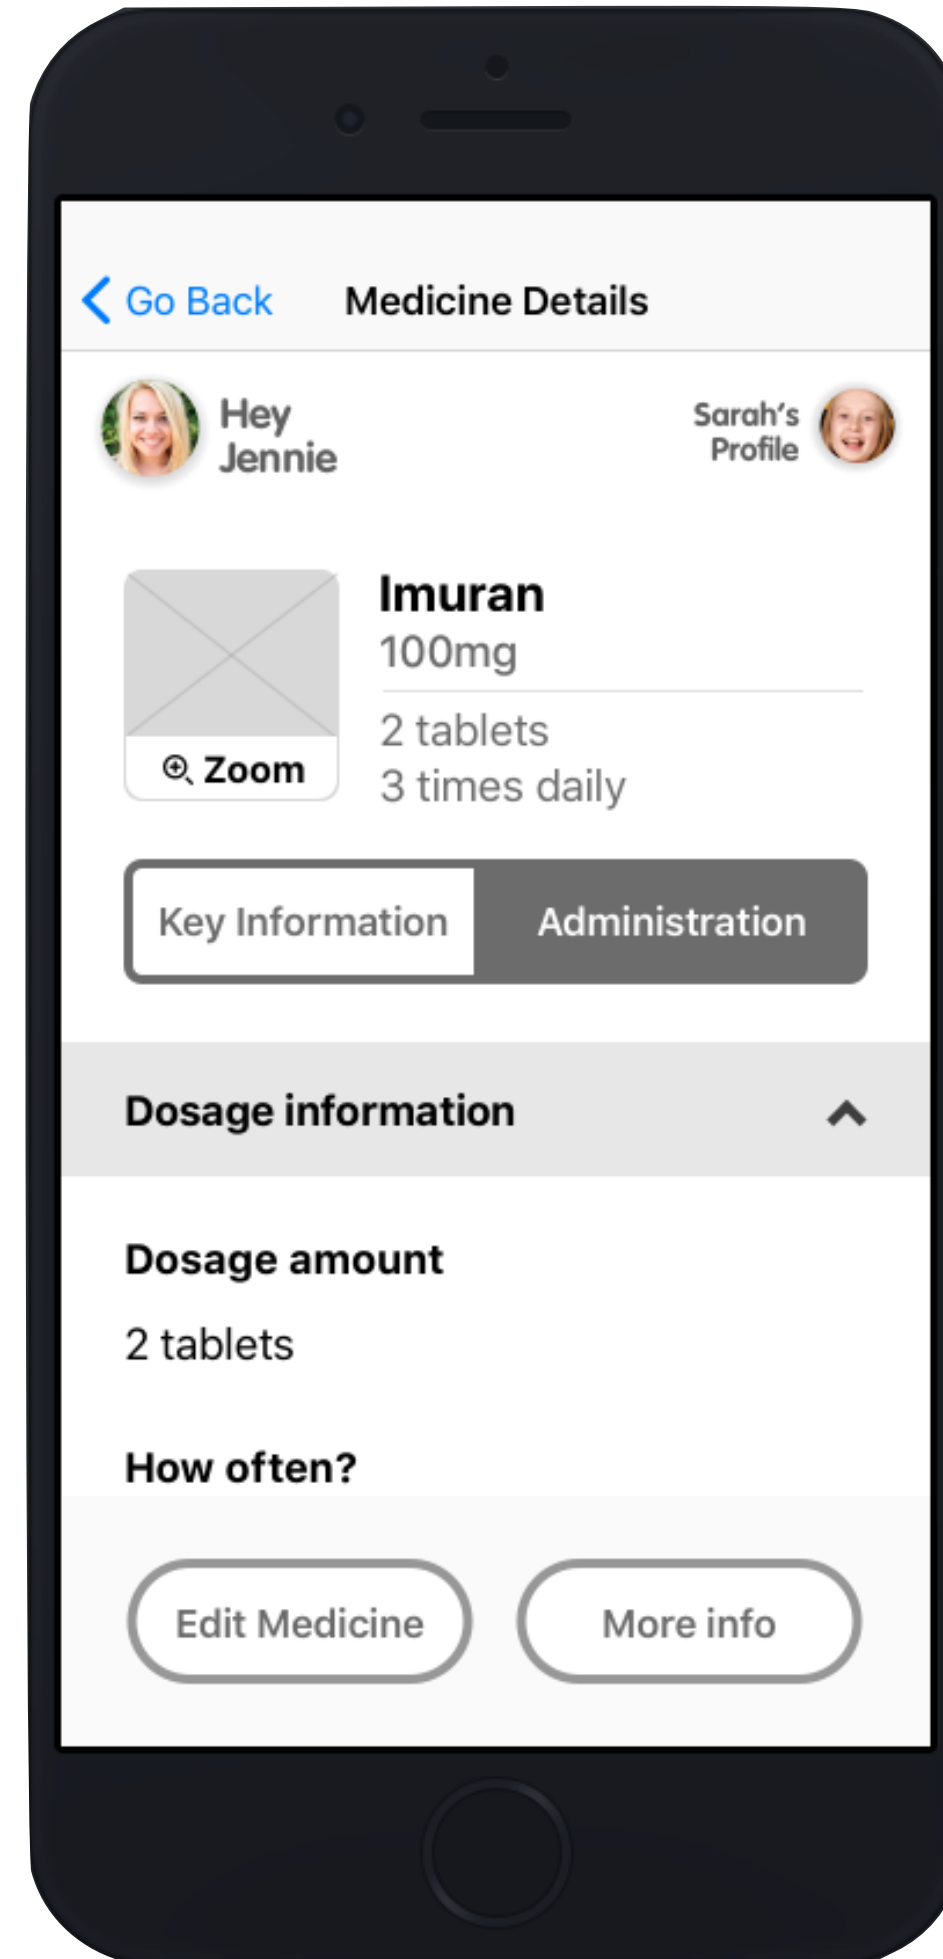 Go Back
Medicine Details
Hey
Jennie
Sarah's
Profile
Imuran
100mg
2 tablets
3 times daily
Zoom
Key Information
Administration
Dosage information
Dosage amount
2 tablets
How often?
Edit Medicine
More info